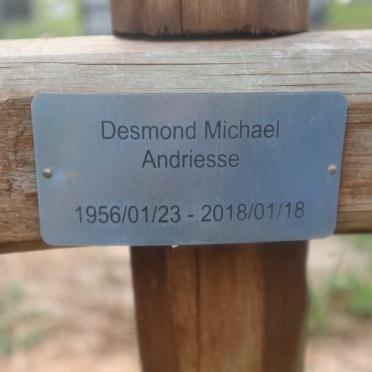 Desmond Michael
Andriesse
1956/01/23 - 2018/01/18